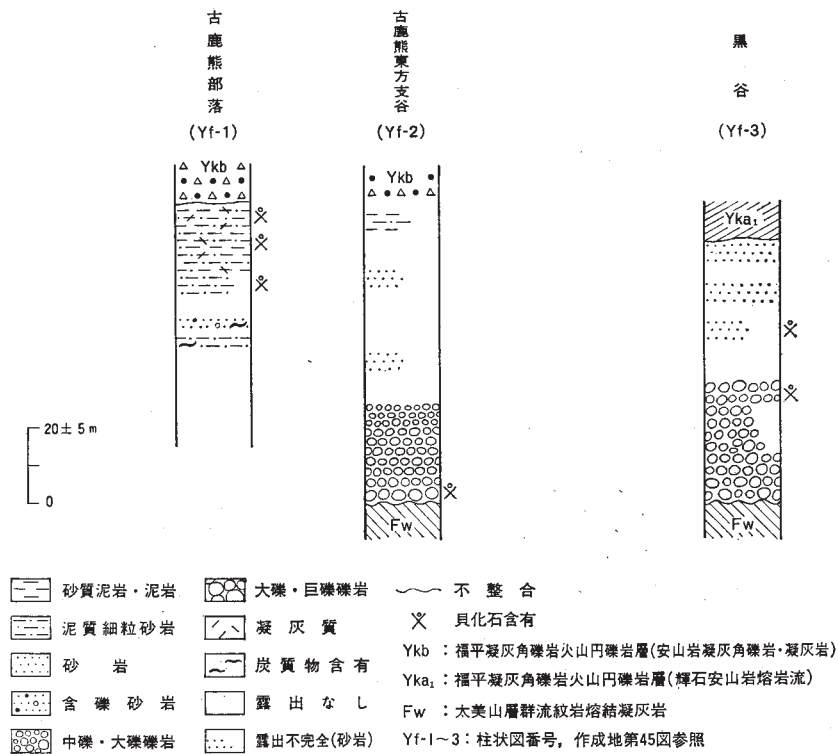 古鹿熊部落
(Yf-1)
古鹿熊東方支谷
(Yf-2)
黒谷
(Yf-3)
Ykb
Ykb
Yka₁
Fw
Fw
20±5m
0
砂質泥岩・泥岩
泥質細粒砂岩
砂岩
含礫砂岩
中礫・大礫礫岩
大礫・巨礫礫岩
凝灰質
炭質物含有
露出なし
露出不完全(砂岩)
不整合
貝化石含有
Ykb:福平凝灰角礫岩火山円礫岩層(安山岩凝灰角礫岩・凝灰岩)
Yka₁:福平凝灰角礫岩火山円礫岩層(輝石安山岩熔岩流)
Fw:太美山層群流紋岩熔結凝灰岩
Yf-1~3:柱状図番号,作成地第45図参照